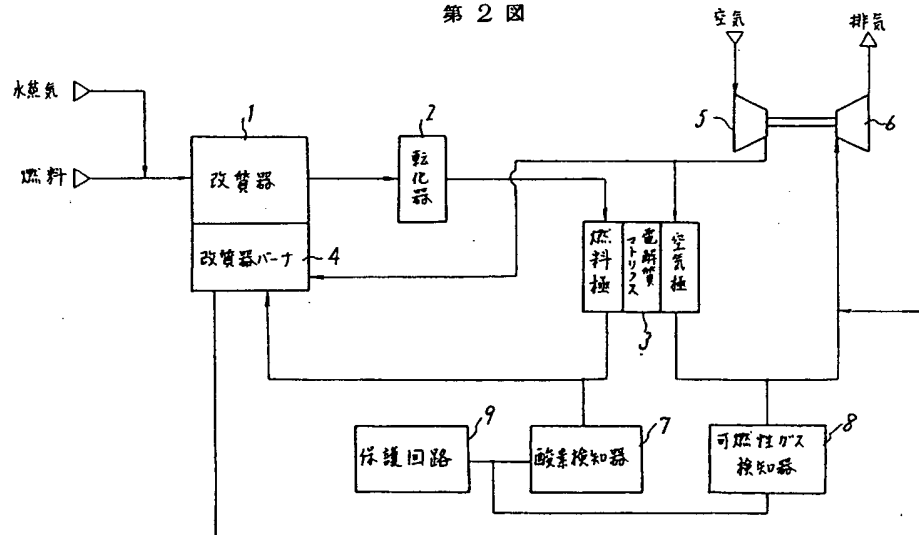 第2図
空気
排気
水蒸気
燃料
1
改質器
改質器バーナ
4
2
転化器
燃料極
電解質マトリクス
空気極
3
5
6
保護回路
9
酸素検知器
7
可燃性ガス
検知器
8